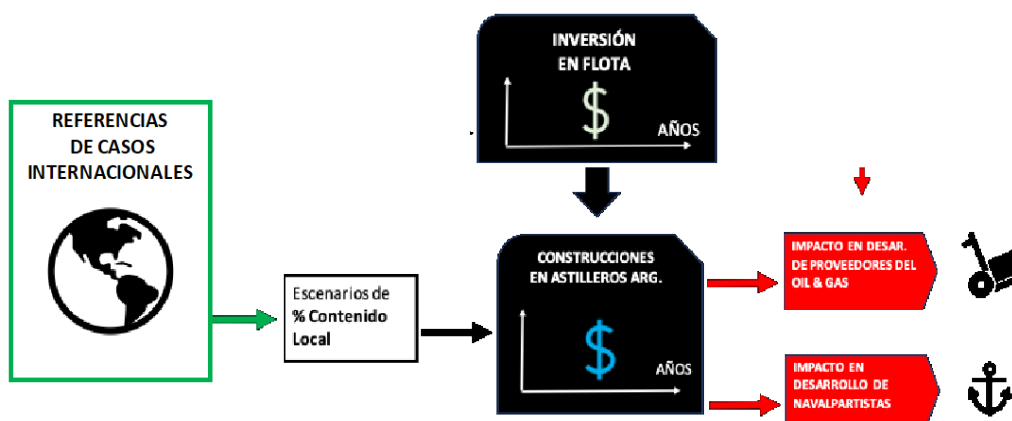 INVERSIÓN
EN FLOTA
$
AÑOS
REFERENCIAS
DE CASOS
INTERNACIONALES
Escenarios de
% Contenido
Local
CONSTRUCCIONES
EN ASTILLEROS ARG.
$
AÑOS
IMPACTO EN DESAR.
DE PROVEEDORES DEL
OIL & GAS
IMPACTO EN
DESARROLLO DE
NAVALPARTISTAS